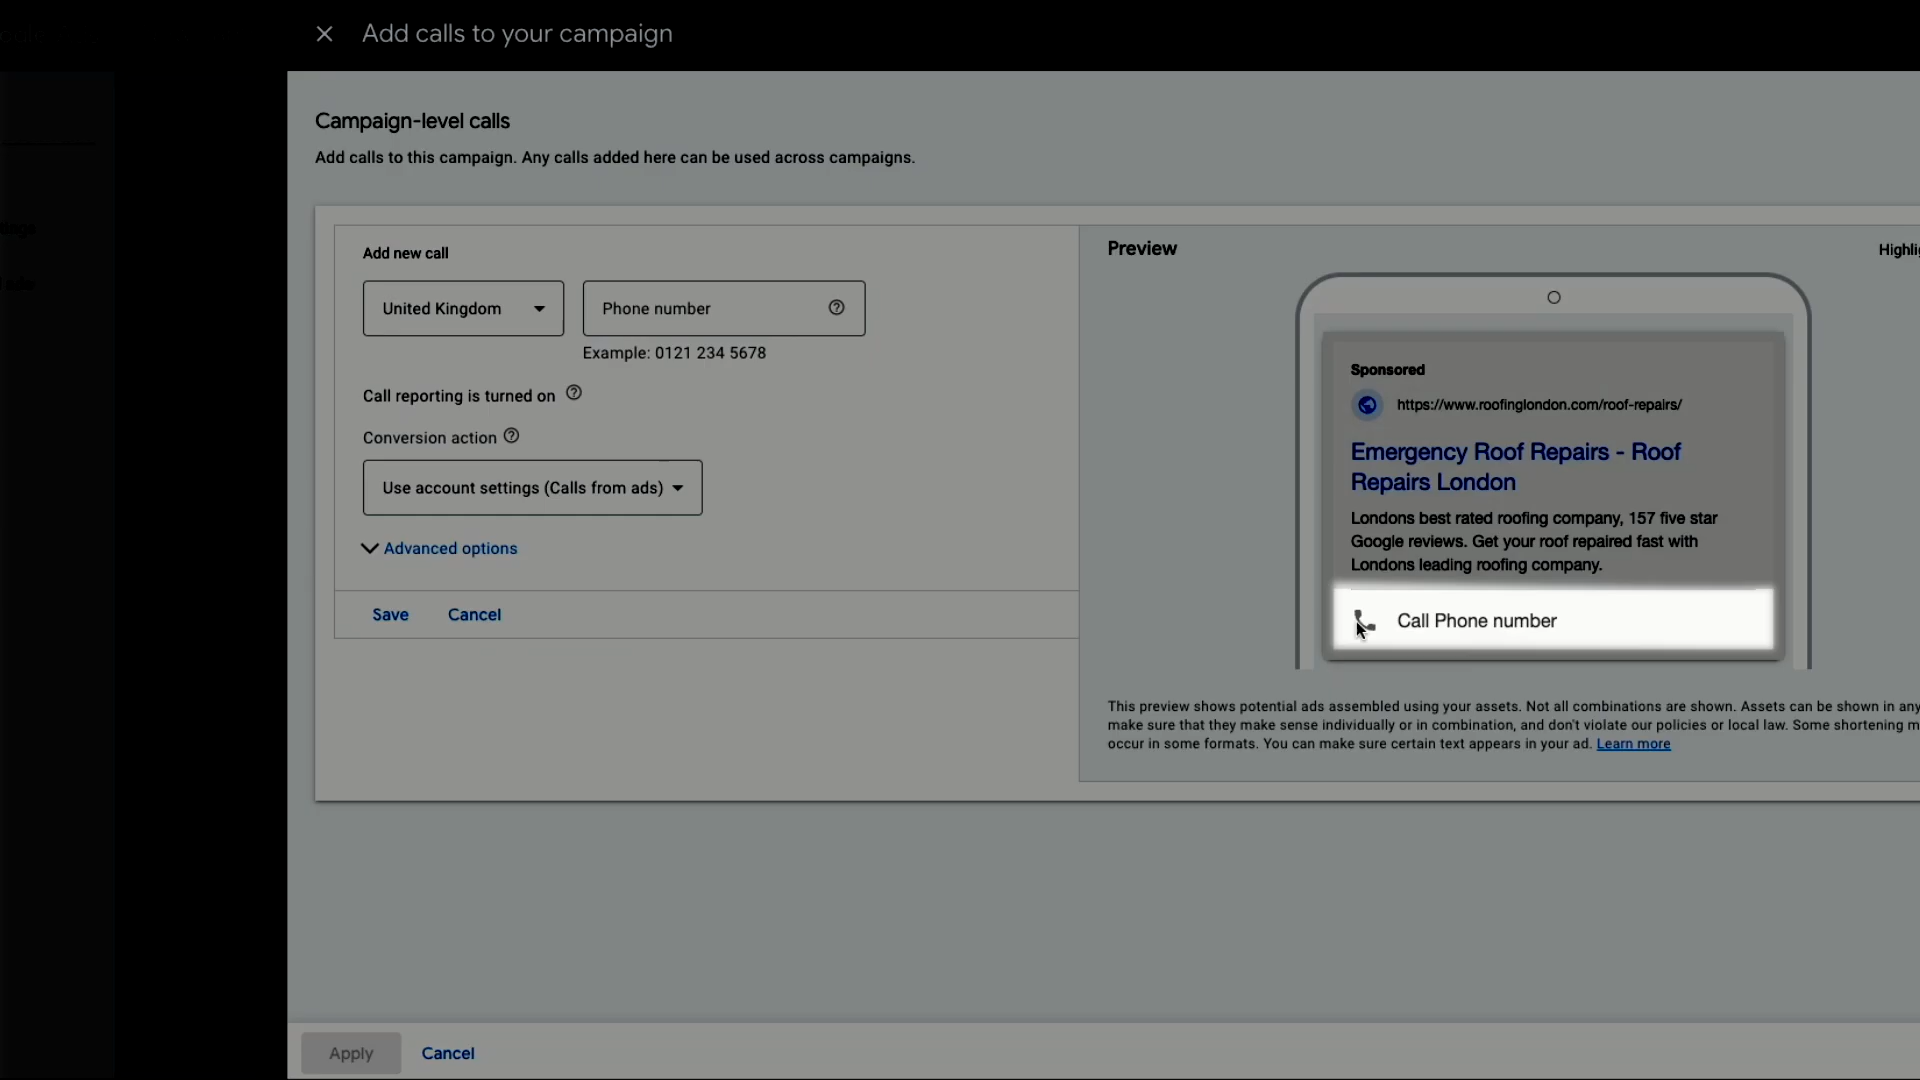 Add calls to your campaign
Campaign-level calls
Add calls to this campaign. Any calls added here can be used across campaigns.
Add new call
United Kingdom
Phone number
Example: 0121 234 5678
Call reporting is turned on
Conversion action
Use account settings (Calls from ads)
Advanced options
Save
Cancel
Preview
Sponsored
https://www.roofinglondon.com/roof-repairs/
Emergency Roof Repairs - Roof
Repairs London
Londons best rated roofing company, 157 five star
Google reviews. Get your roof repaired fast with
Londons leading roofing company.
Call Phone number
This preview shows potential ads assembled using your assets. Not all combinations are shown. Assets can be shown in any
make sure that they make sense individually or in combination, and don't violate our policies or local law. Some shortening
occur in some formats. You can make sure certain text appears in your ad. Learn more
Apply
Cancel